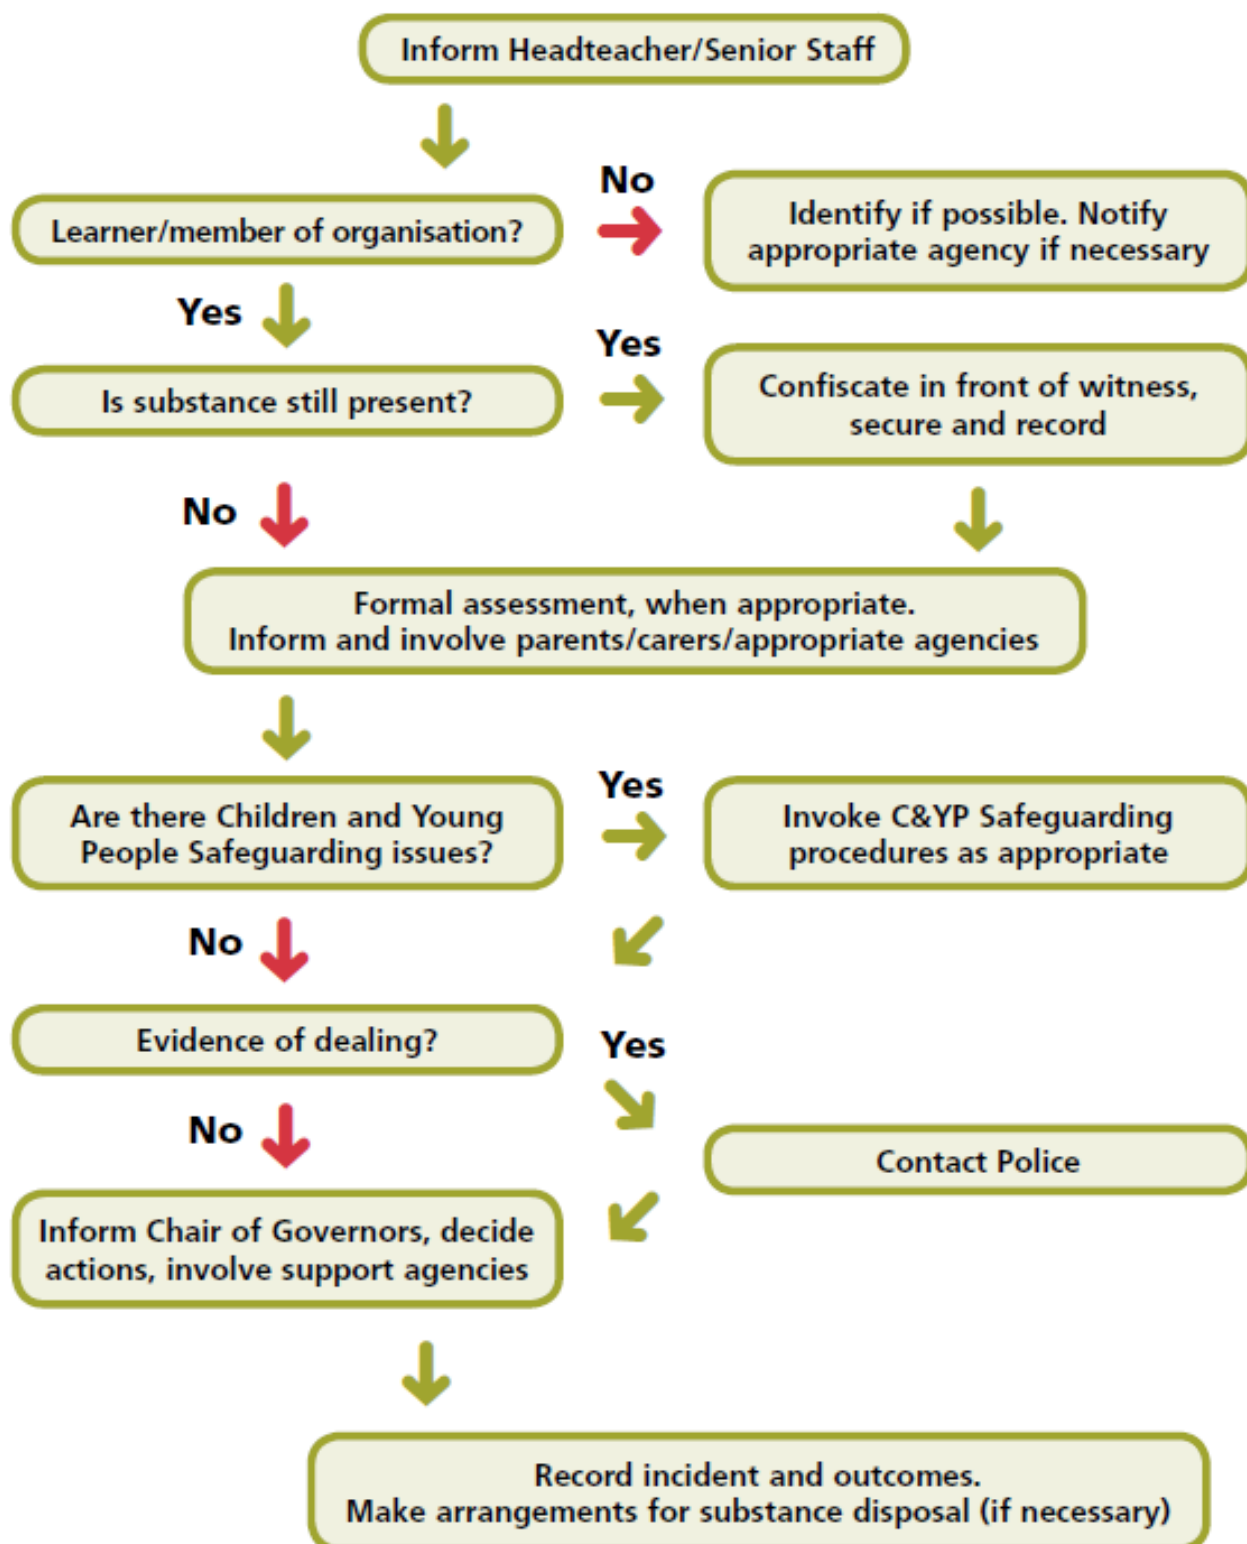 Inform Headteacher/Senior Staff
No
Learner/member of organisation?
Identify if possible. Notify
appropriate agency if necessary
Yes
Yes
Is substance still present?
Confiscate in front of witness,
secure and record
No
Formal assessment, when appropriate.
Inform and involve parents/carers/appropriate agencies
Are there Children and Young
People Safeguarding issues?
Yes
Invoke C&YP Safeguarding
procedures as appropriate
No
Evidence of dealing?
Yes
No
Contact Police
Inform Chair of Governors, decide
actions, involve support agencies
Record incident and outcomes.
Make arrangements for substance disposal (if necessary)